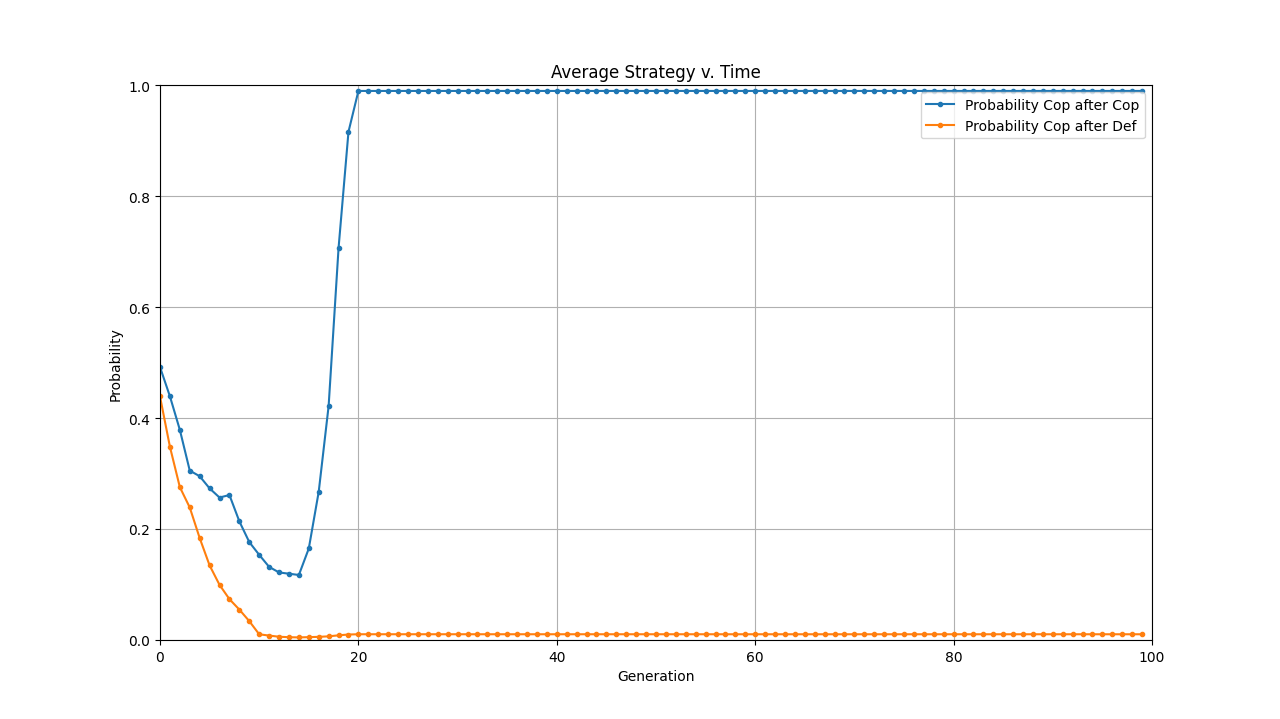 Average Strategy v. Time
1.0
0.8
0.6
0.4
0.2
0.0
Probability
Probability Cop after Cop
Probability Cop after Def
0 20 40 60 80 100
Generation